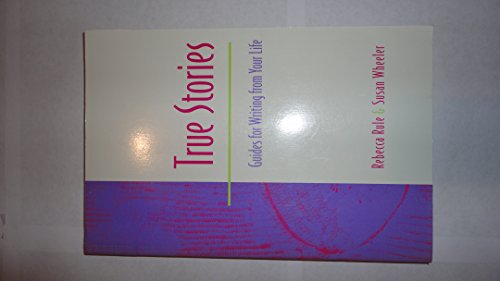 True Stories
Guides for Writing from Your Life
Rebecca Rule & Susan Wheeler